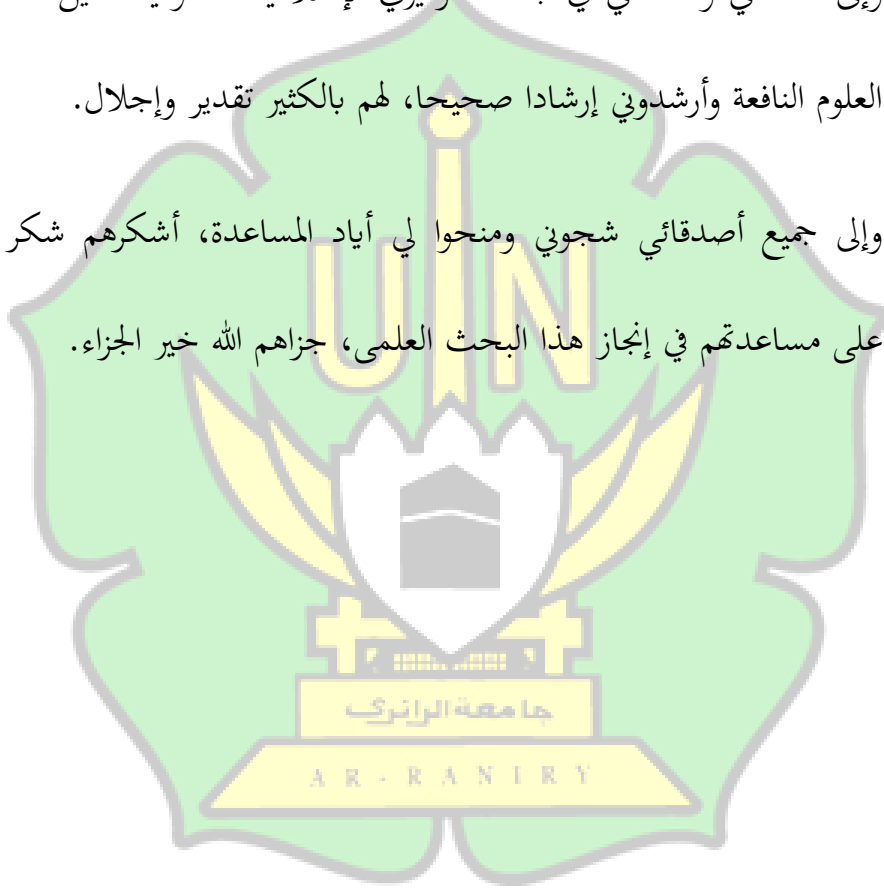 العلوم النافعة وأرشدوني إرشادا صحيحا، لهم بالكثير تقدير وإجلال.
وإلى جميع أصدقائي شجوني ومنحوا لي أياد المساعدة، أشكرهم شكر
على مساعدتهم في إنجاز هذا البحث العلمى، جزاهم الله خير الجزاء.
UIN
جامعة الرانري
AR-RANIRY